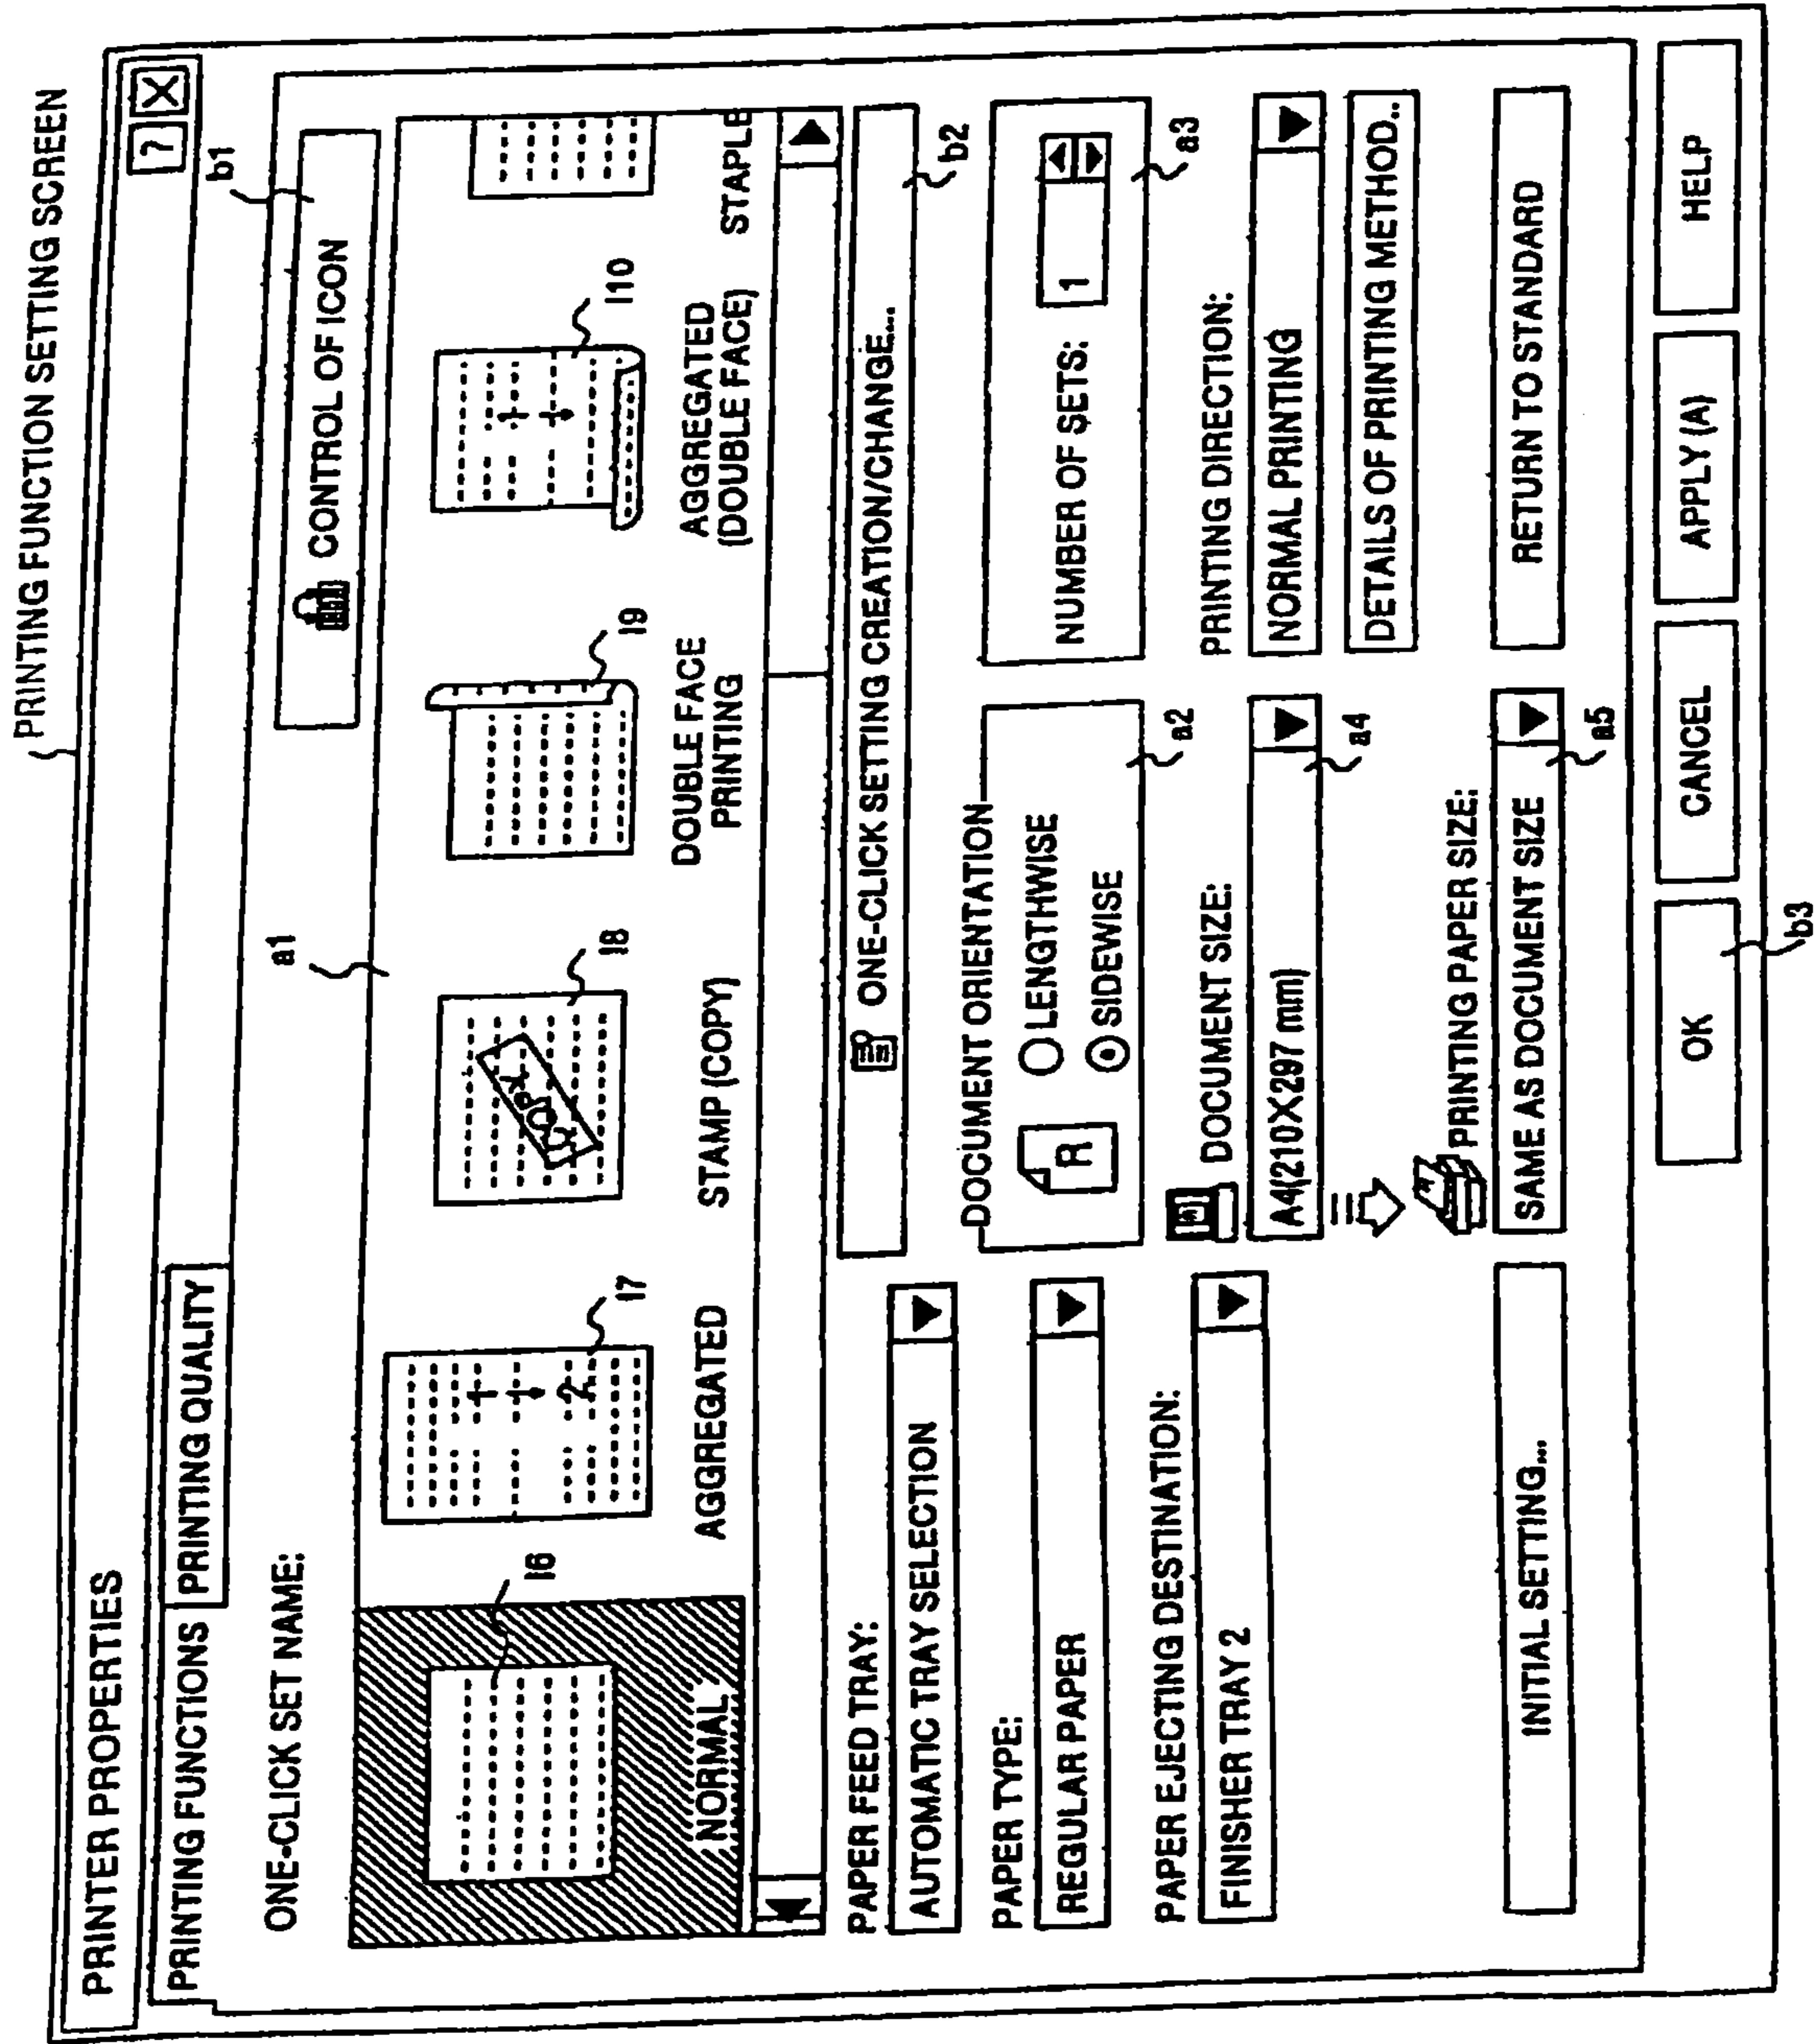 PRINTING FUNCTION SETTING SCREEN
PRINTER PROPERTIES
? X
PRINTING FUNCTIONS PRINTING QUALITY
b1
ONE-CLICK SET NAME:
CONTROL OF ICON
a1
I6
I7
I8
I9
I10
COPY
1 → 2
1 →
NORMAL
AGGREGATED
STAMP (COPY)
DOUBLE FACE
PRINTING
AGGREGATED
(DOUBLE FACE)
STAPLE
PAPER FEED TRAY:
AUTOMATIC TRAY SELECTION
ONE-CLICK SETTING CREATION/CHANGE...
b2
PAPER TYPE:
REGULAR PAPER
DOCUMENT ORIENTATION
R
LENGTHWISE
SIDEWISE
a2
NUMBER OF SETS:
1
a3
PAPER EJECTING DESTINATION:
FINISHER TRAY 2
DOCUMENT SIZE:
A4(210X297 mm)
a4
PRINTING DIRECTION:
NORMAL PRINTING
DETAILS OF PRINTING METHOD..
PRINTING PAPER SIZE:
SAME AS DOCUMENT SIZE
a5
INITIAL SETTING...
RETURN TO STANDARD
OK
CANCEL
APPLY (A)
HELP
b3